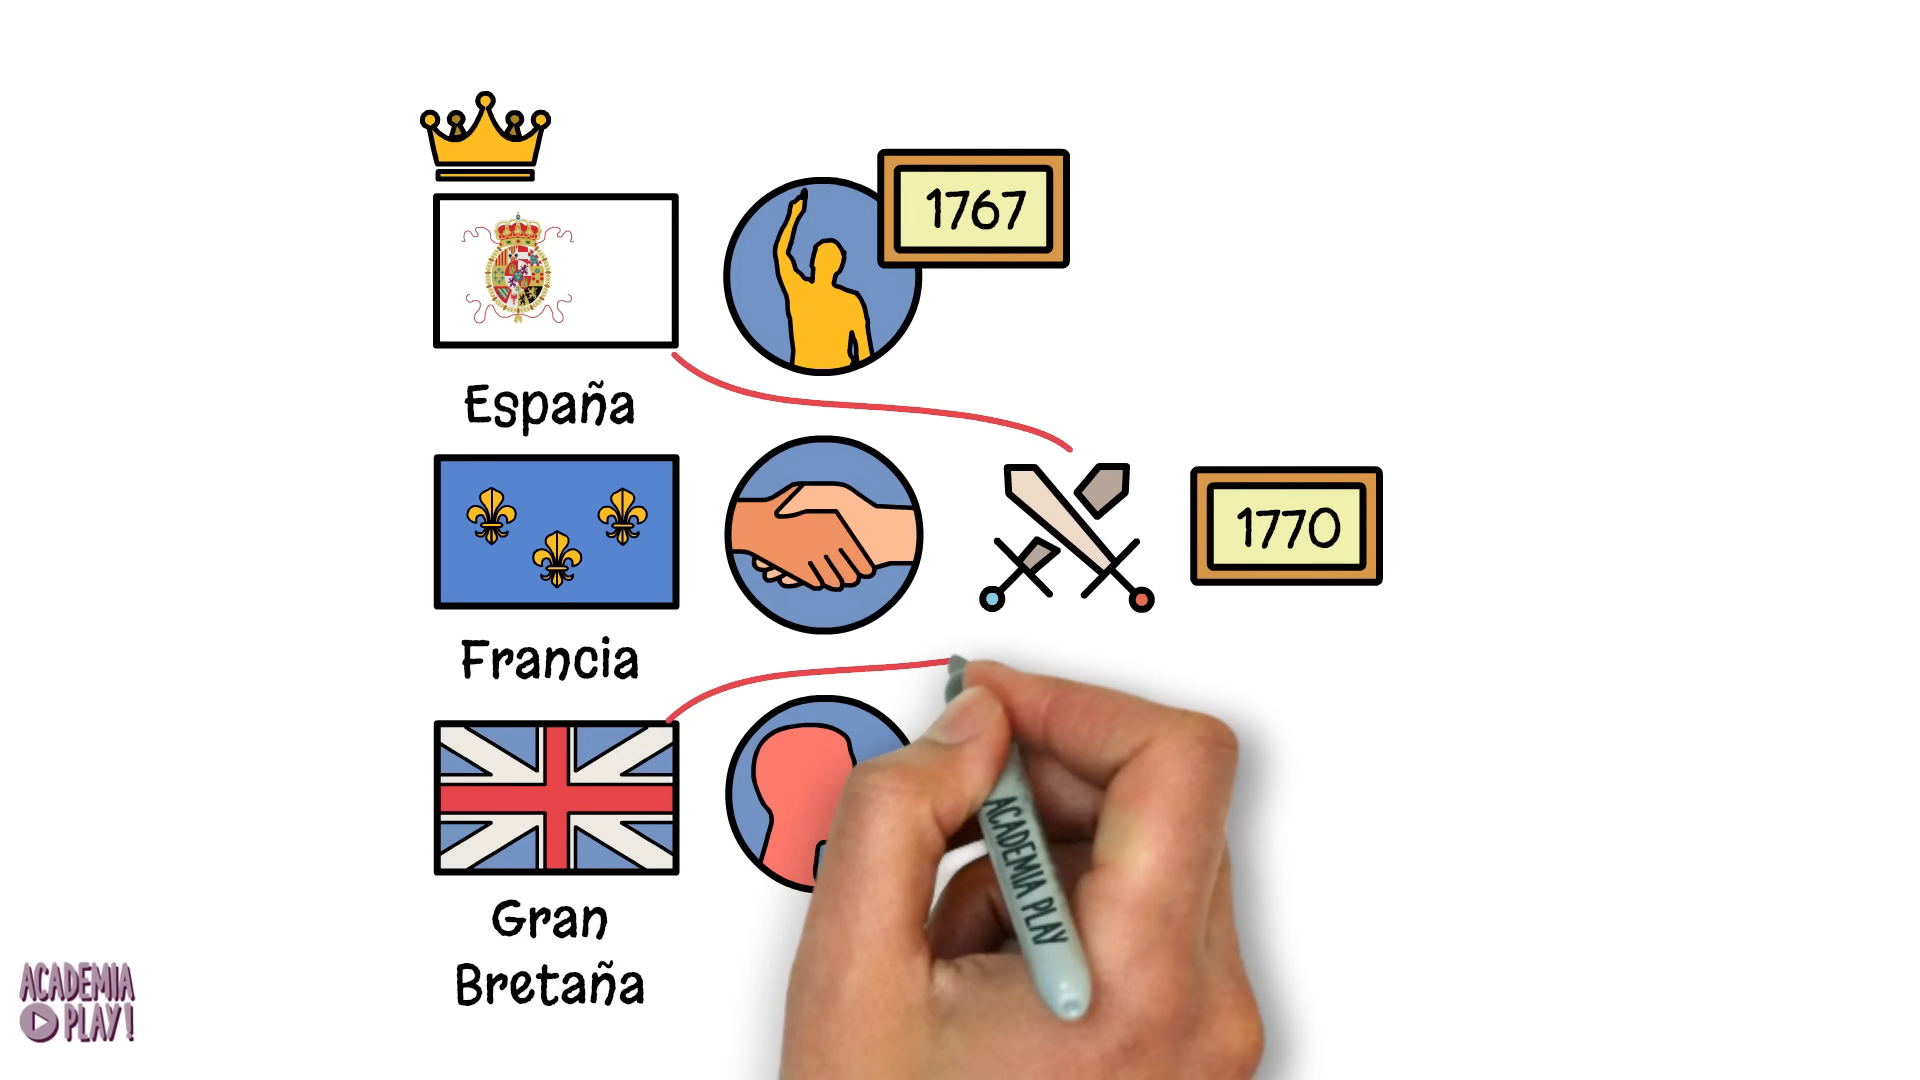 1767
España
1770
Francia
Gran
Bretaña
ACADEMIA PLAY
ACADEMIA
PLAY!